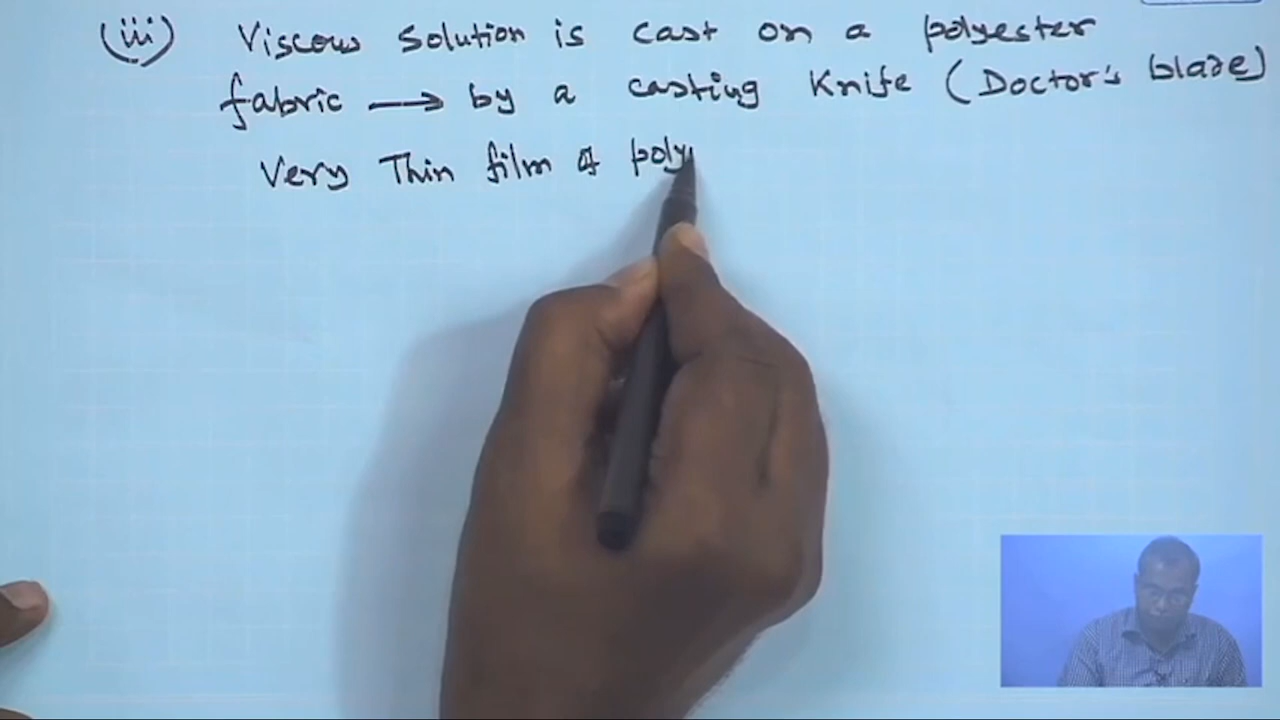 (iii) Viscous solution is cast on a polyester
fabric → by a casting Knife (Doctor's blade)
Very Thin film of poly